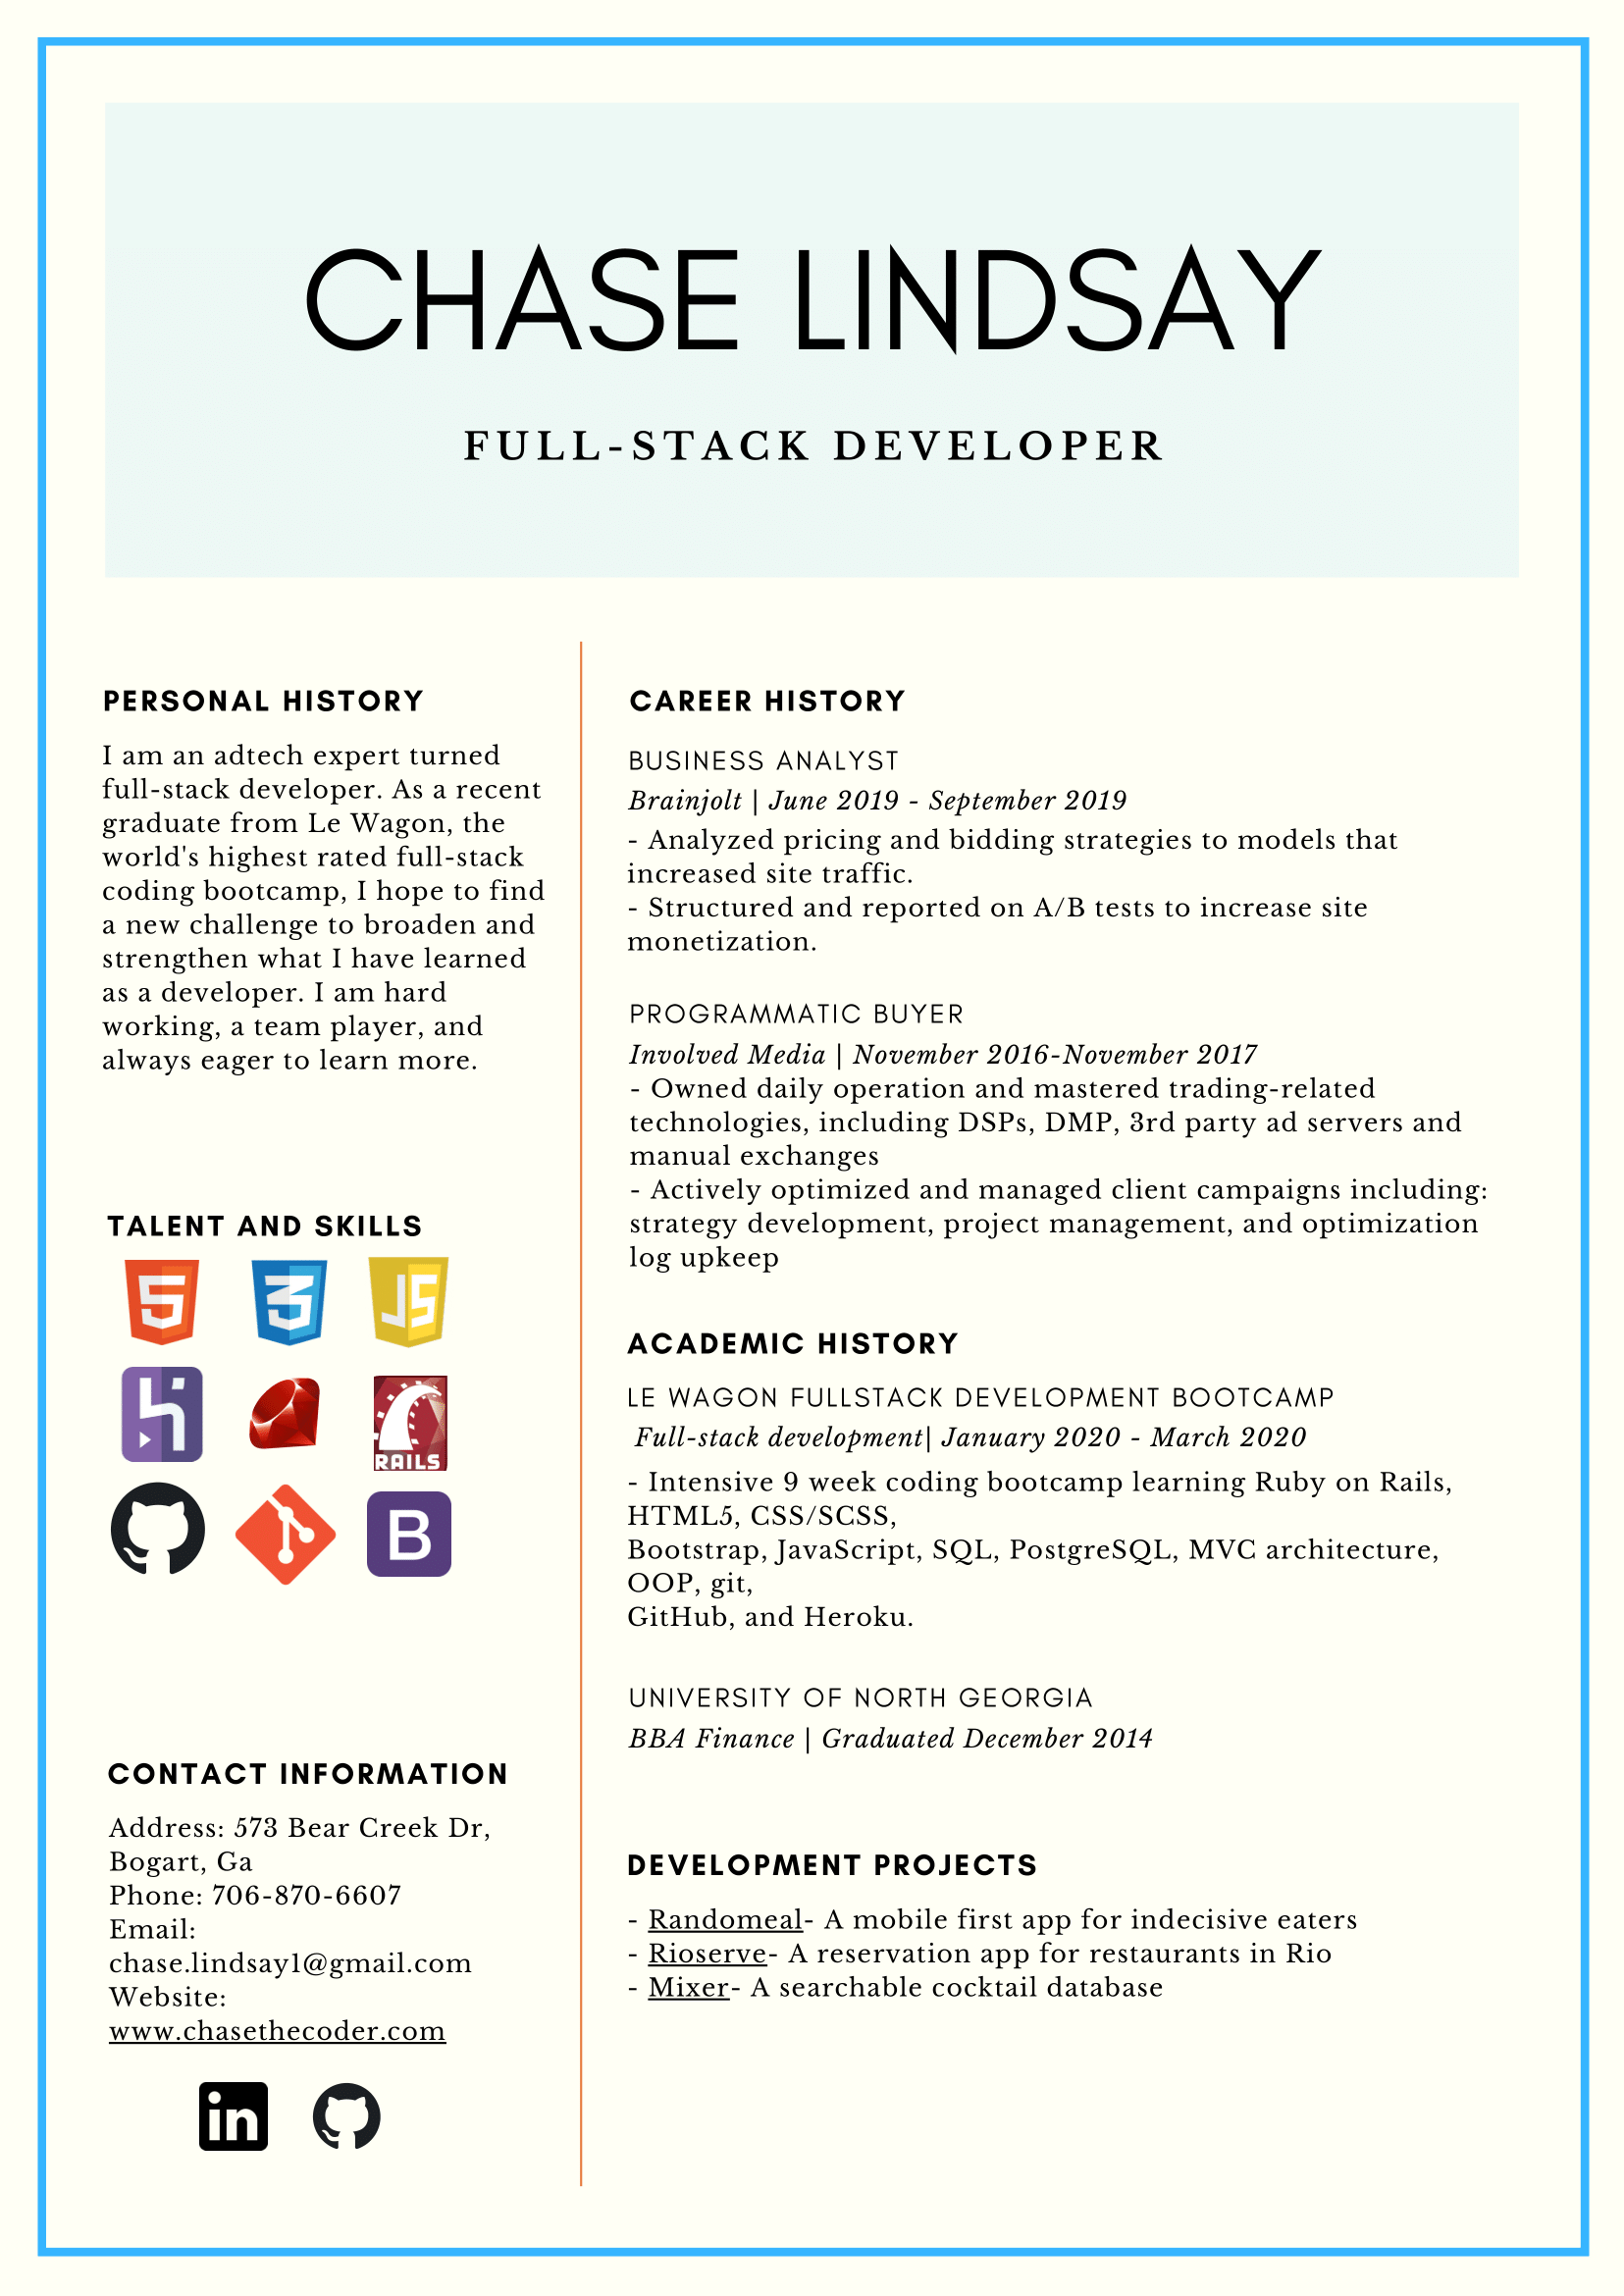 CHASE LINDSAY
FULL-STACK DEVELOPER
PERSONAL HISTORY
I am an adtech expert turned
full-stack developer. As a recent
graduate from Le Wagon, the
world's highest rated full-stack
coding bootcamp, I hope to find
a new challenge to broaden and
strengthen what I have learned
as a developer. I am hard
working, a team player, and
always eager to learn more.
TALENT AND SKILLS
5
3
JS
RAILS
B
CONTACT INFORMATION
Address: 573 Bear Creek Dr,
Bogart, Ga
Phone: 706-870-6607
Email:
chase.lindsay1@gmail.com
Website:
www.chasethecoder.com
in
CAREER HISTORY
BUSINESS ANALYST
Brainjolt | June 2019 - September 2019
- Analyzed pricing and bidding strategies to models that
increased site traffic.
- Structured and reported on A/B tests to increase site
monetization.
PROGRAMMATIC BUYER
Involved Media | November 2016-November 2017
- Owned daily operation and mastered trading-related
technologies, including DSPs, DMP, 3rd party ad servers and
manual exchanges
- Actively optimized and managed client campaigns including:
strategy development, project management, and optimization
log upkeep
ACADEMIC HISTORY
LE WAGON FULLSTACK DEVELOPMENT BOOTCAMP
Full-stack development| January 2020 - March 2020
- Intensive 9 week coding bootcamp learning Ruby on Rails,
HTML5, CSS/SCSS,
Bootstrap, JavaScript, SQL, PostgreSQL, MVC architecture,
OOP, git,
GitHub, and Heroku.
UNIVERSITY OF NORTH GEORGIA
BBA Finance | Graduated December 2014
DEVELOPMENT PROJECTS
- Randomeal- A mobile first app for indecisive eaters
- Rioserve- A reservation app for restaurants in Rio
- Mixer- A searchable cocktail database